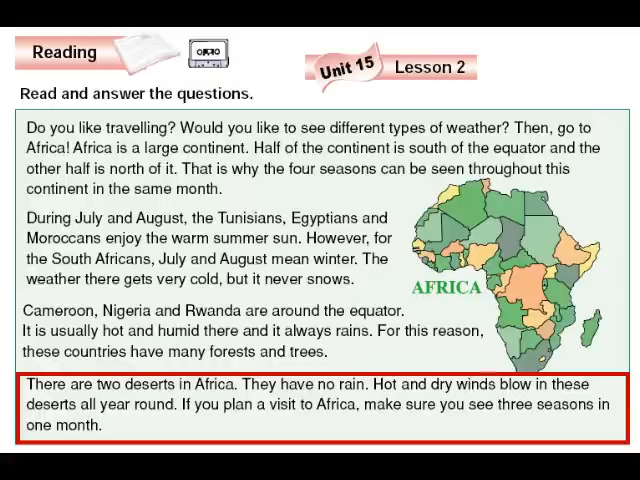 Reading
Unit 15
Lesson 2
Read and answer the questions.
Do you like travelling? Would you like to see different types of weather? Then, go to
Africa! Africa is a large continent. Half of the continent is south of the equator and the
other half is north of it. That is why the four seasons can be seen throughout this
continent in the same month.
During July and August, the Tunisians, Egyptians and
Moroccans enjoy the warm summer sun. However, for
the South Africans, July and August mean winter. The
weather there gets very cold, but it never snows.
AFRICA
Cameroon, Nigeria and Rwanda are around the equator.
It is usually hot and humid there and it always rains. For this reason,
these countries have many forests and trees.
There are two deserts in Africa. They have no rain. Hot and dry winds blow in these
deserts all year round. If you plan a visit to Africa, make sure you see three seasons in
one month.